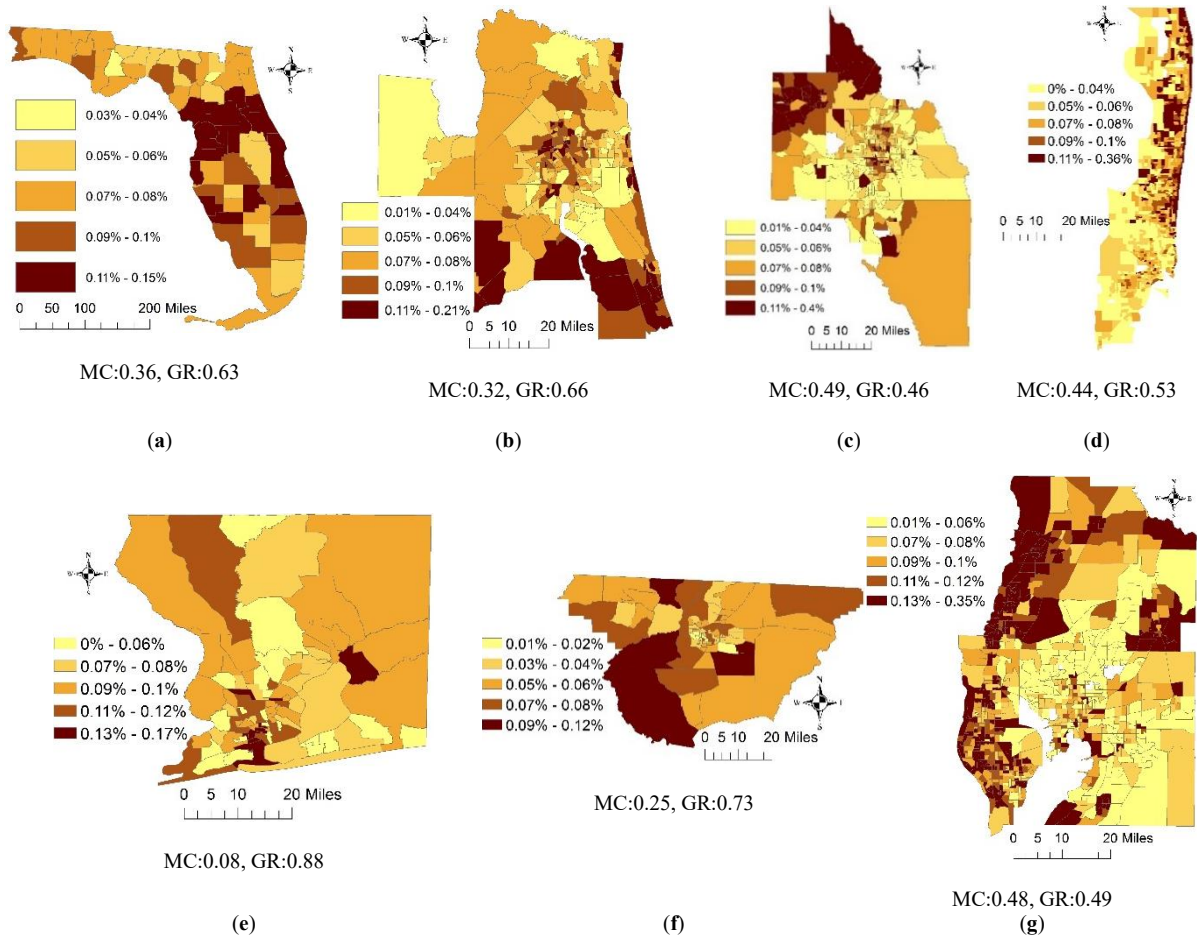 N
W E
S
0.03% - 0.04%
0.05% - 0.06%
0.07% - 0.08%
0.09% - 0.1%
0.11% - 0.15%
0 50 100 200 Miles
MC:0.36, GR:0.63
(a)
N
W E
S
0.01% - 0.04%
0.05% - 0.06%
0.07% - 0.08%
0.09% - 0.1%
0.11% - 0.21%
0 5 10 20 Miles
MC:0.32, GR:0.66
(b)
N
W E
S
0.01% - 0.04%
0.05% - 0.06%
0.07% - 0.08%
0.09% - 0.1%
0.11% - 0.4%
0 5 10 20 Miles
MC:0.49, GR:0.46
(c)
N
W
S
0% - 0.04%
0.05% - 0.06%
0.07% - 0.08%
0.09% - 0.1%
0.11% - 0.36%
0 5 10 20 Miles
MC:0.44, GR:0.53
(d)
N
W E
S
0% - 0.06%
0.07% - 0.08%
0.09% - 0.1%
0.11% - 0.12%
0.13% - 0.17%
0 5 10 20 Miles
MC:0.08, GR:0.88
(e)
0.01% - 0.02%
0.03% - 0.04%
0.05% - 0.06%
0.07% - 0.08%
0.09% - 0.12%
N
W
S
0 5 10 20 Miles
MC:0.25, GR:0.73
(f)
N
W E
S
0.01% - 0.06%
0.07% - 0.08%
0.09% - 0.1%
0.11% - 0.12%
0.13% - 0.35%
0 5 10 20 Miles
MC:0.48, GR:0.49
(g)